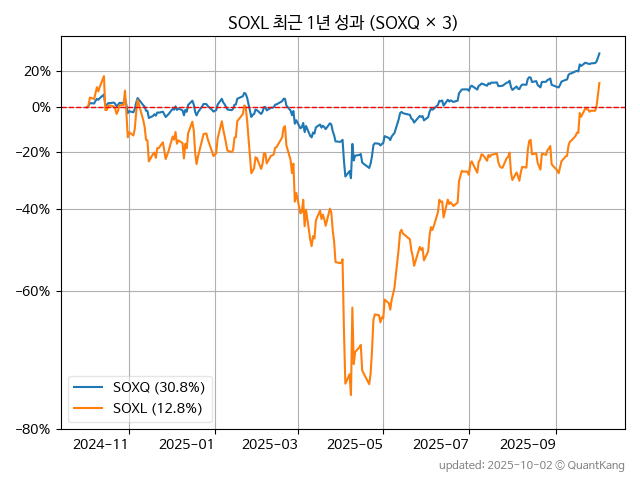 SOXL 최근 1년 성과 (SOXQ × 3)
20%
0%
−20%
−40%
−60%
−80%
SOXQ (30.8%)
SOXL (12.8%)
2024-11 2025-01 2025-03 2025-05 2025-07 2025-09
updated: 2025-10-02 © QuantKang